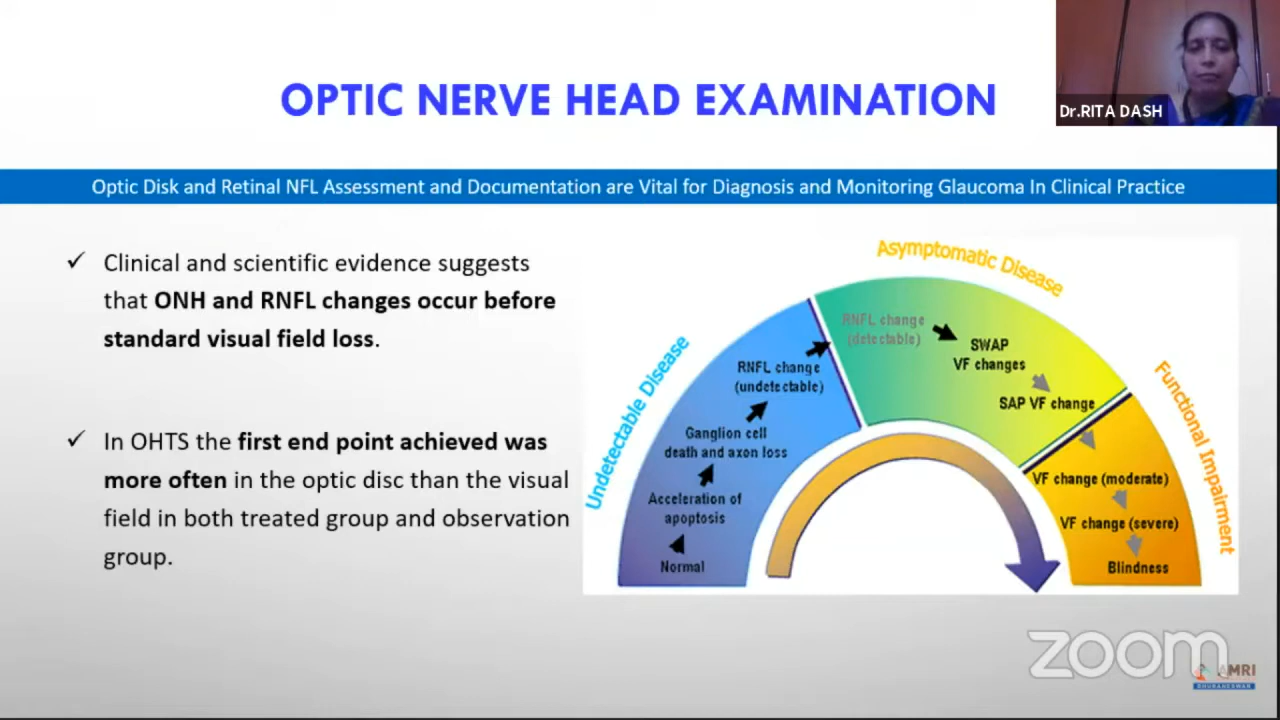 OPTIC NERVE HEAD EXAMINATION
Dr.RITA DASH
Optic Disk and Retinal NFL Assessment and Documentation are Vital for Diagnosis and Monitoring Glaucoma In Clinical Practice
✓ Clinical and scientific evidence suggests
that ONH and RNFL changes occur before
standard visual field loss.
✓ In OHTS the first end point achieved was
more often in the optic disc than the visual
field in both treated group and observation
group.
Undetectable Disease
Normal
Acceleration of
apoptosis
Ganglion cell
death and axon loss
RNFL change
(undetectable)
Asymptomatic Disease
RNFL change
(detectable)
SWAP
VF changes
SAP VF change
Functional Impairment
VF change (moderate)
VF change (severe)
Blindness
zoom
AMRI
BHUBANESWAR